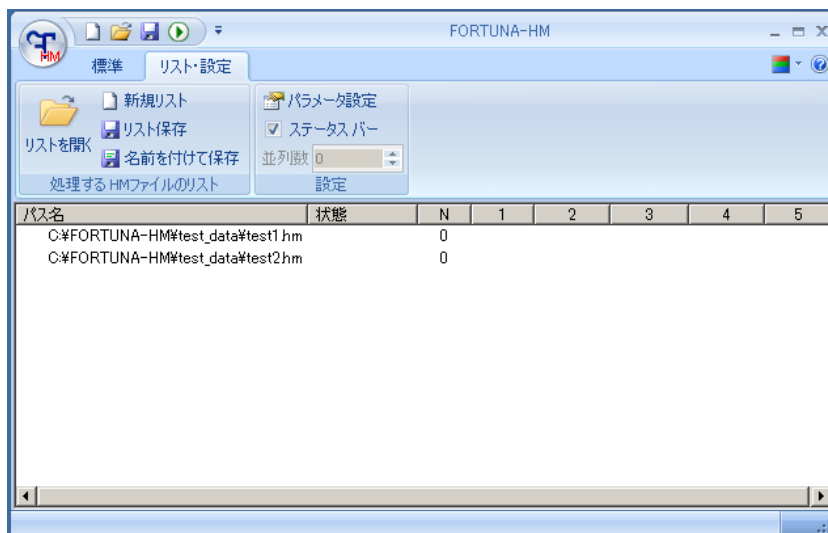 FORTUNA-HM
HM
標準 リスト・設定
リストを開く
新規リスト
リスト保存
名前を付けて保存
処理する HMファイルのリスト
パラメータ設定
ステータス バー
並列数 0
設定
パス名 状態 N 1 2 3 4 5
C:¥FORTUNA-HM¥test_data¥test1.hm 0
C:¥FORTUNA-HM¥test_data¥test2.hm 0